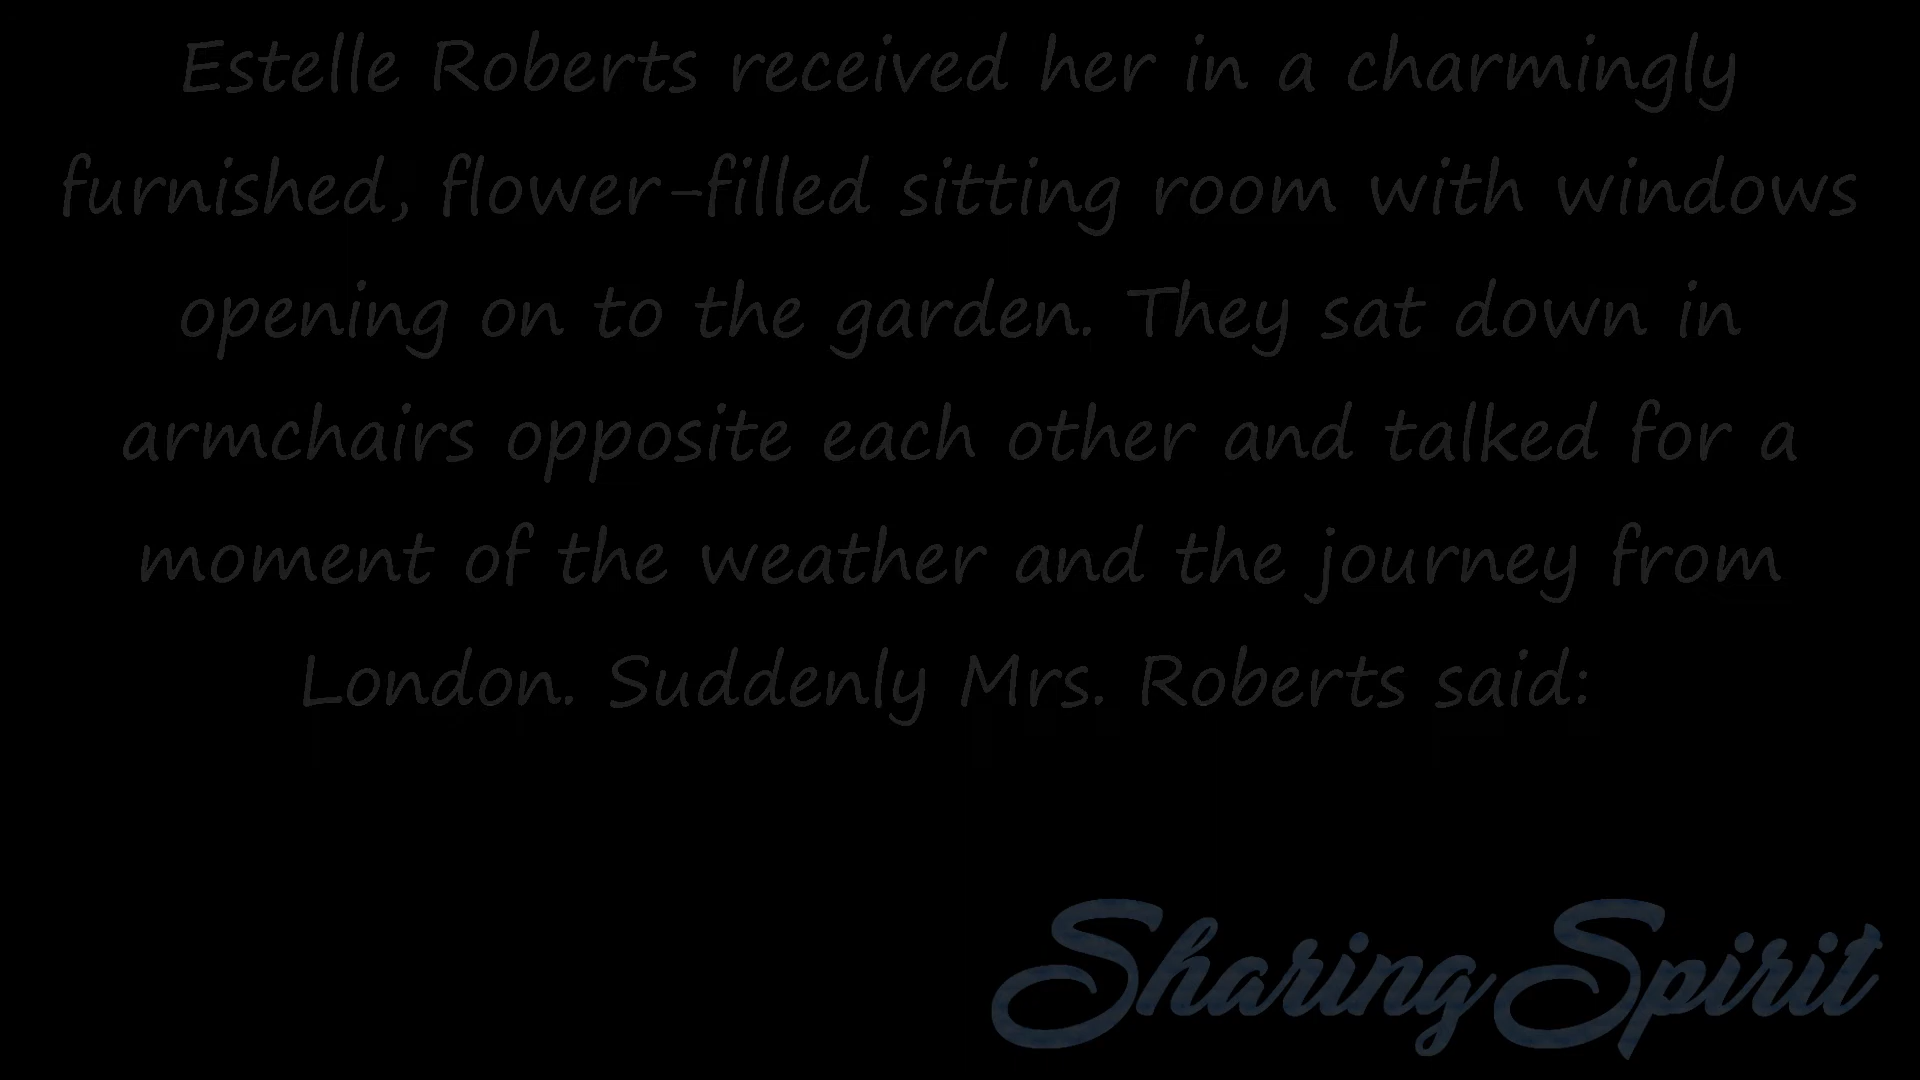 Estelle Roberts received her in a charmingly
furnished, flower-filled sitting room with windows
opening on to the garden. They sat down in
armchairs opposite each other and talked for a
moment of the weather and the journey from
London. Suddenly Mrs. Roberts said:
Sharing Spirit